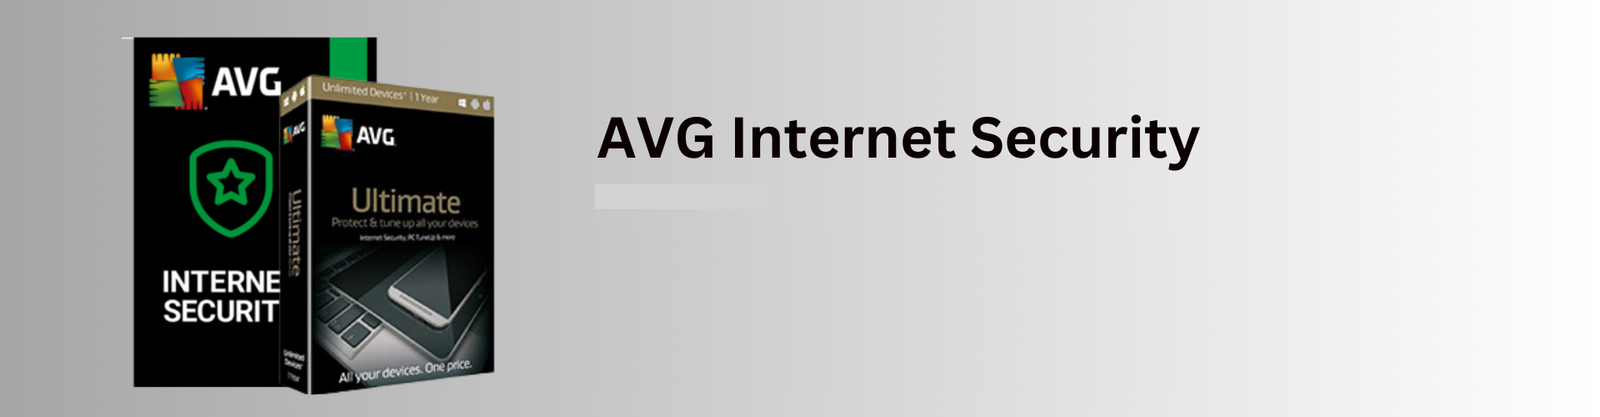 AVG
INTERNE
SECURIT
Unlimited Devices* | 1 Year
AVG
Ultimate
Protect & tune up all your devices
Internet Security, PC TuneUp & more
All your devices. One price.
AVG
Ultimate
Unlimited
Devices*
1 Year
AVG Internet Security